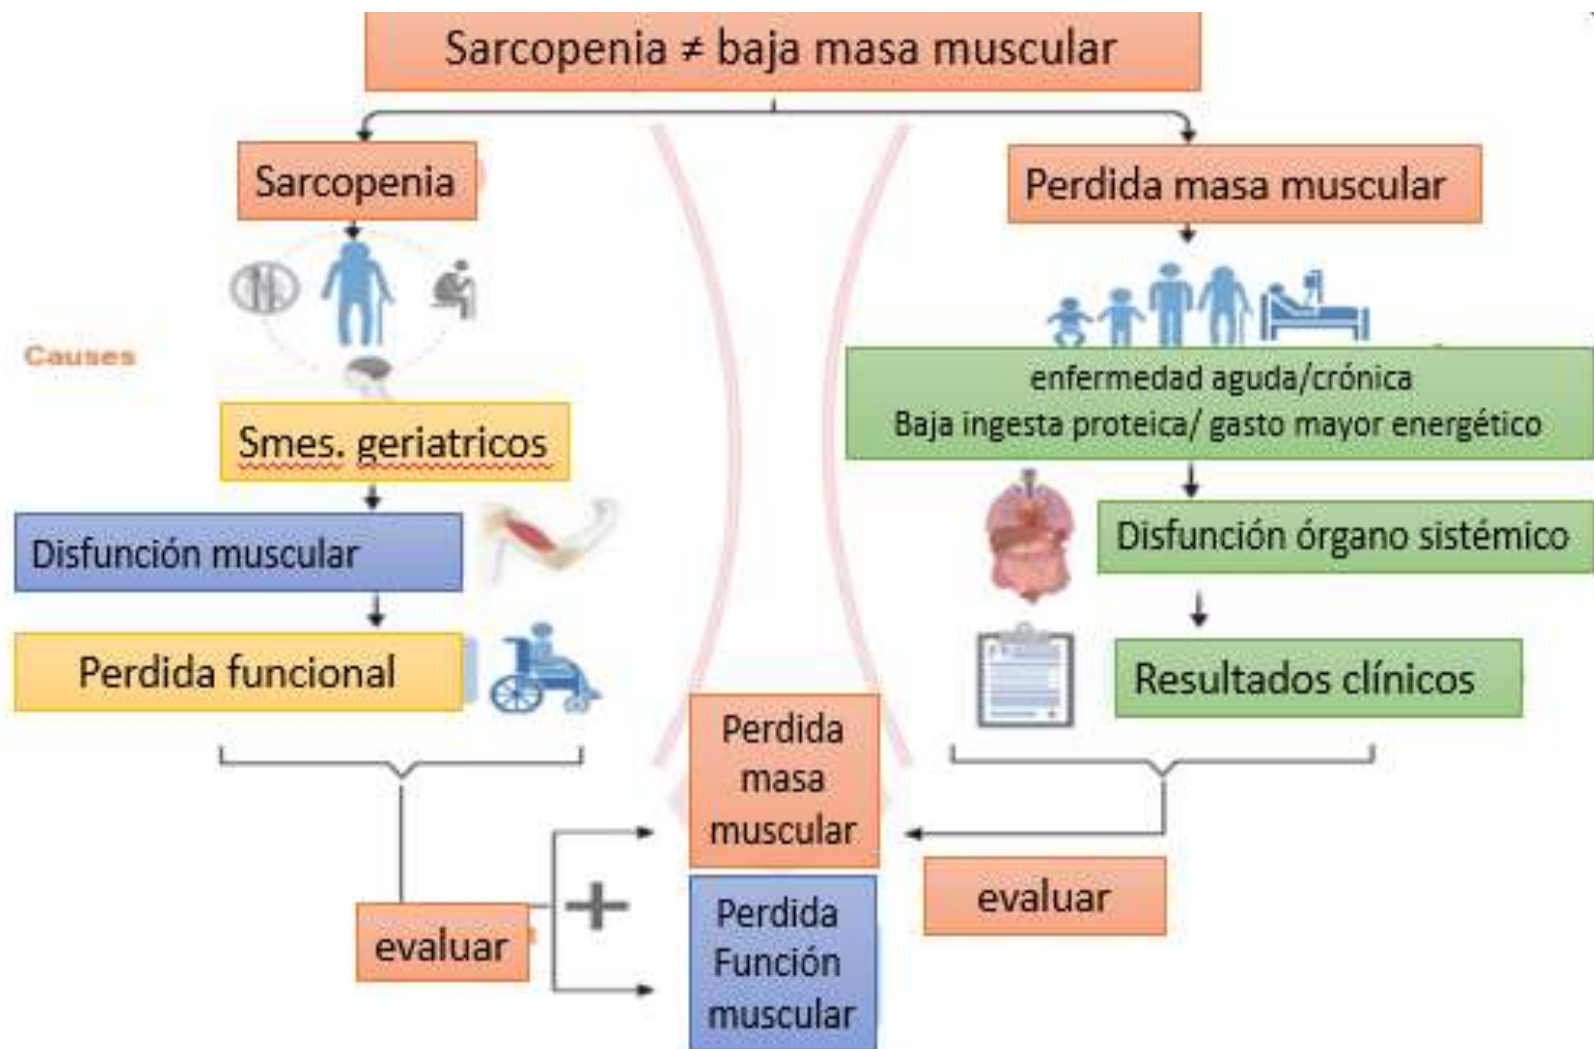 Sarcopenia ≠ baja masa muscular
Sarcopenia
Perdida masa muscular
Causes
enfermedad aguda/crónica
Baja ingesta proteica/ gasto mayor energético
Smes. geriatricos
Disfunción muscular
Disfunción órgano sistémico
Perdida funcional
Resultados clínicos
Perdida
masa
muscular
evaluar
evaluar
Perdida
Función
muscular